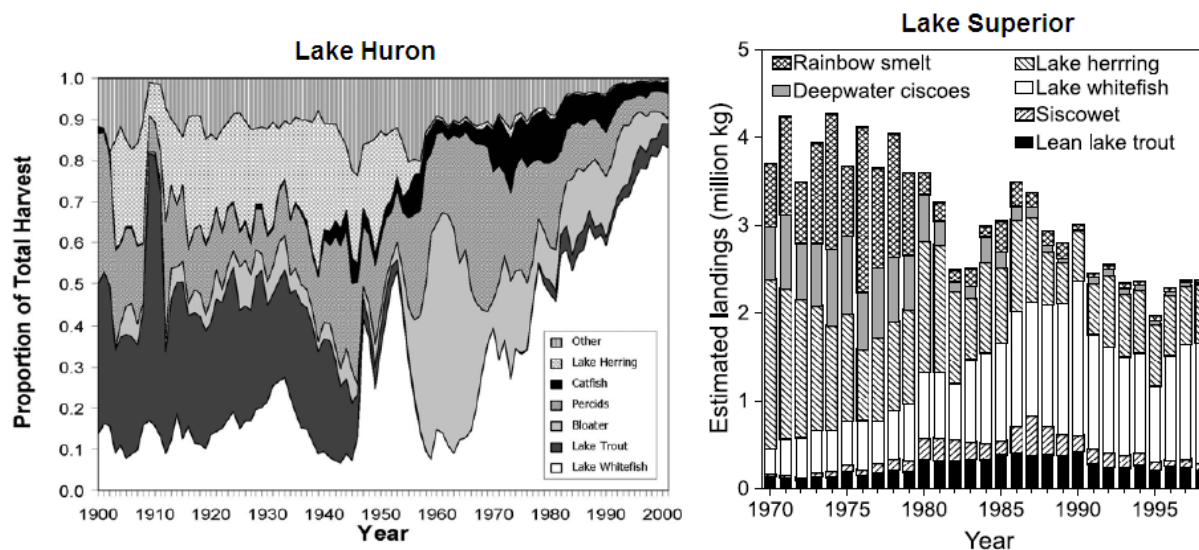 Lake Huron
Proportion of Total Harvest
1.0
0.9
0.8
0.7
0.6
0.5
0.4
0.3
0.2
0.1
0.0
1900 1910 1920 1930 1940 1950 1960 1970 1980 1990 2000
Year
Other
Lake Herring
Catfish
Percids
Bloater
Lake Trout
Lake Whitefish
Lake Superior
Estimated landings (million kg)
5
4
3
2
1
0
Rainbow smelt
Deepwater ciscoes
Lake herrring
Lake whitefish
Siscowet
Lean lake trout
1970 1975 1980 1985 1990 1995
Year